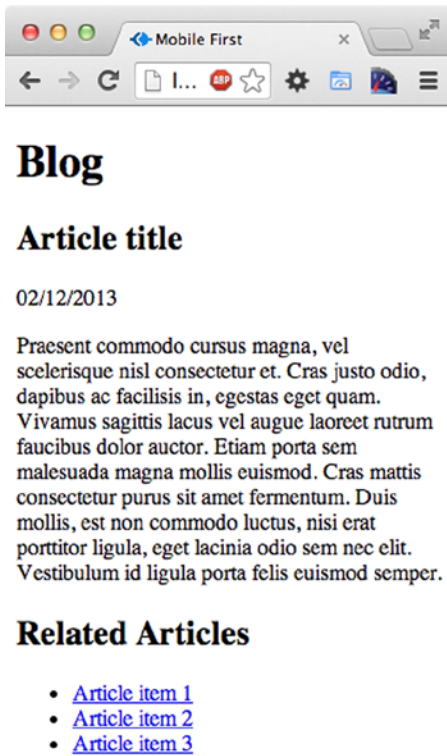 Mobile First
l...
ABP
Blog
Article title
02/12/2013
Praesent commodo cursus magna, vel
scelerisque nisl consectetur et. Cras justo odio,
dapibus ac facilisis in, egestas eget quam.
Vivamus sagittis lacus vel augue laoreet rutrum
faucibus dolor auctor. Etiam porta sem
malesuada magna mollis euismod. Cras mattis
consectetur purus sit amet fermentum. Duis
mollis, est non commodo luctus, nisi erat
porttitor ligula, eget lacinia odio sem nec elit.
Vestibulum id ligula porta felis euismod semper.
Related Articles
Article item 1
Article item 2
Article item 3